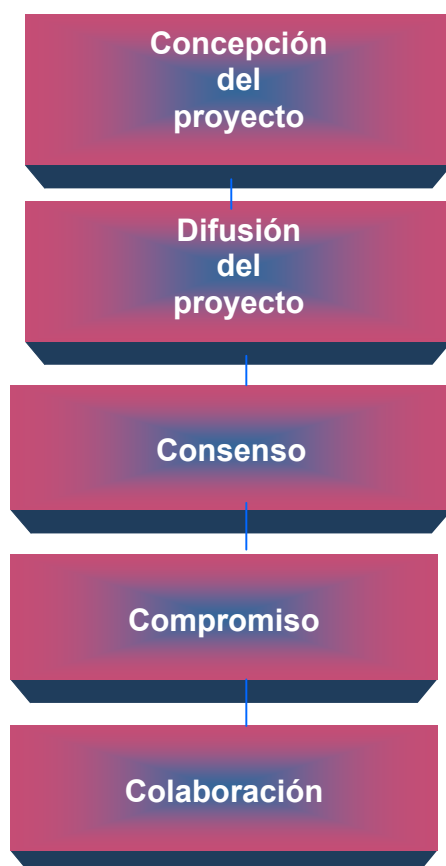 Concepción
del
proyecto
Difusión
del
proyecto
Consenso
Compromiso
Colaboración